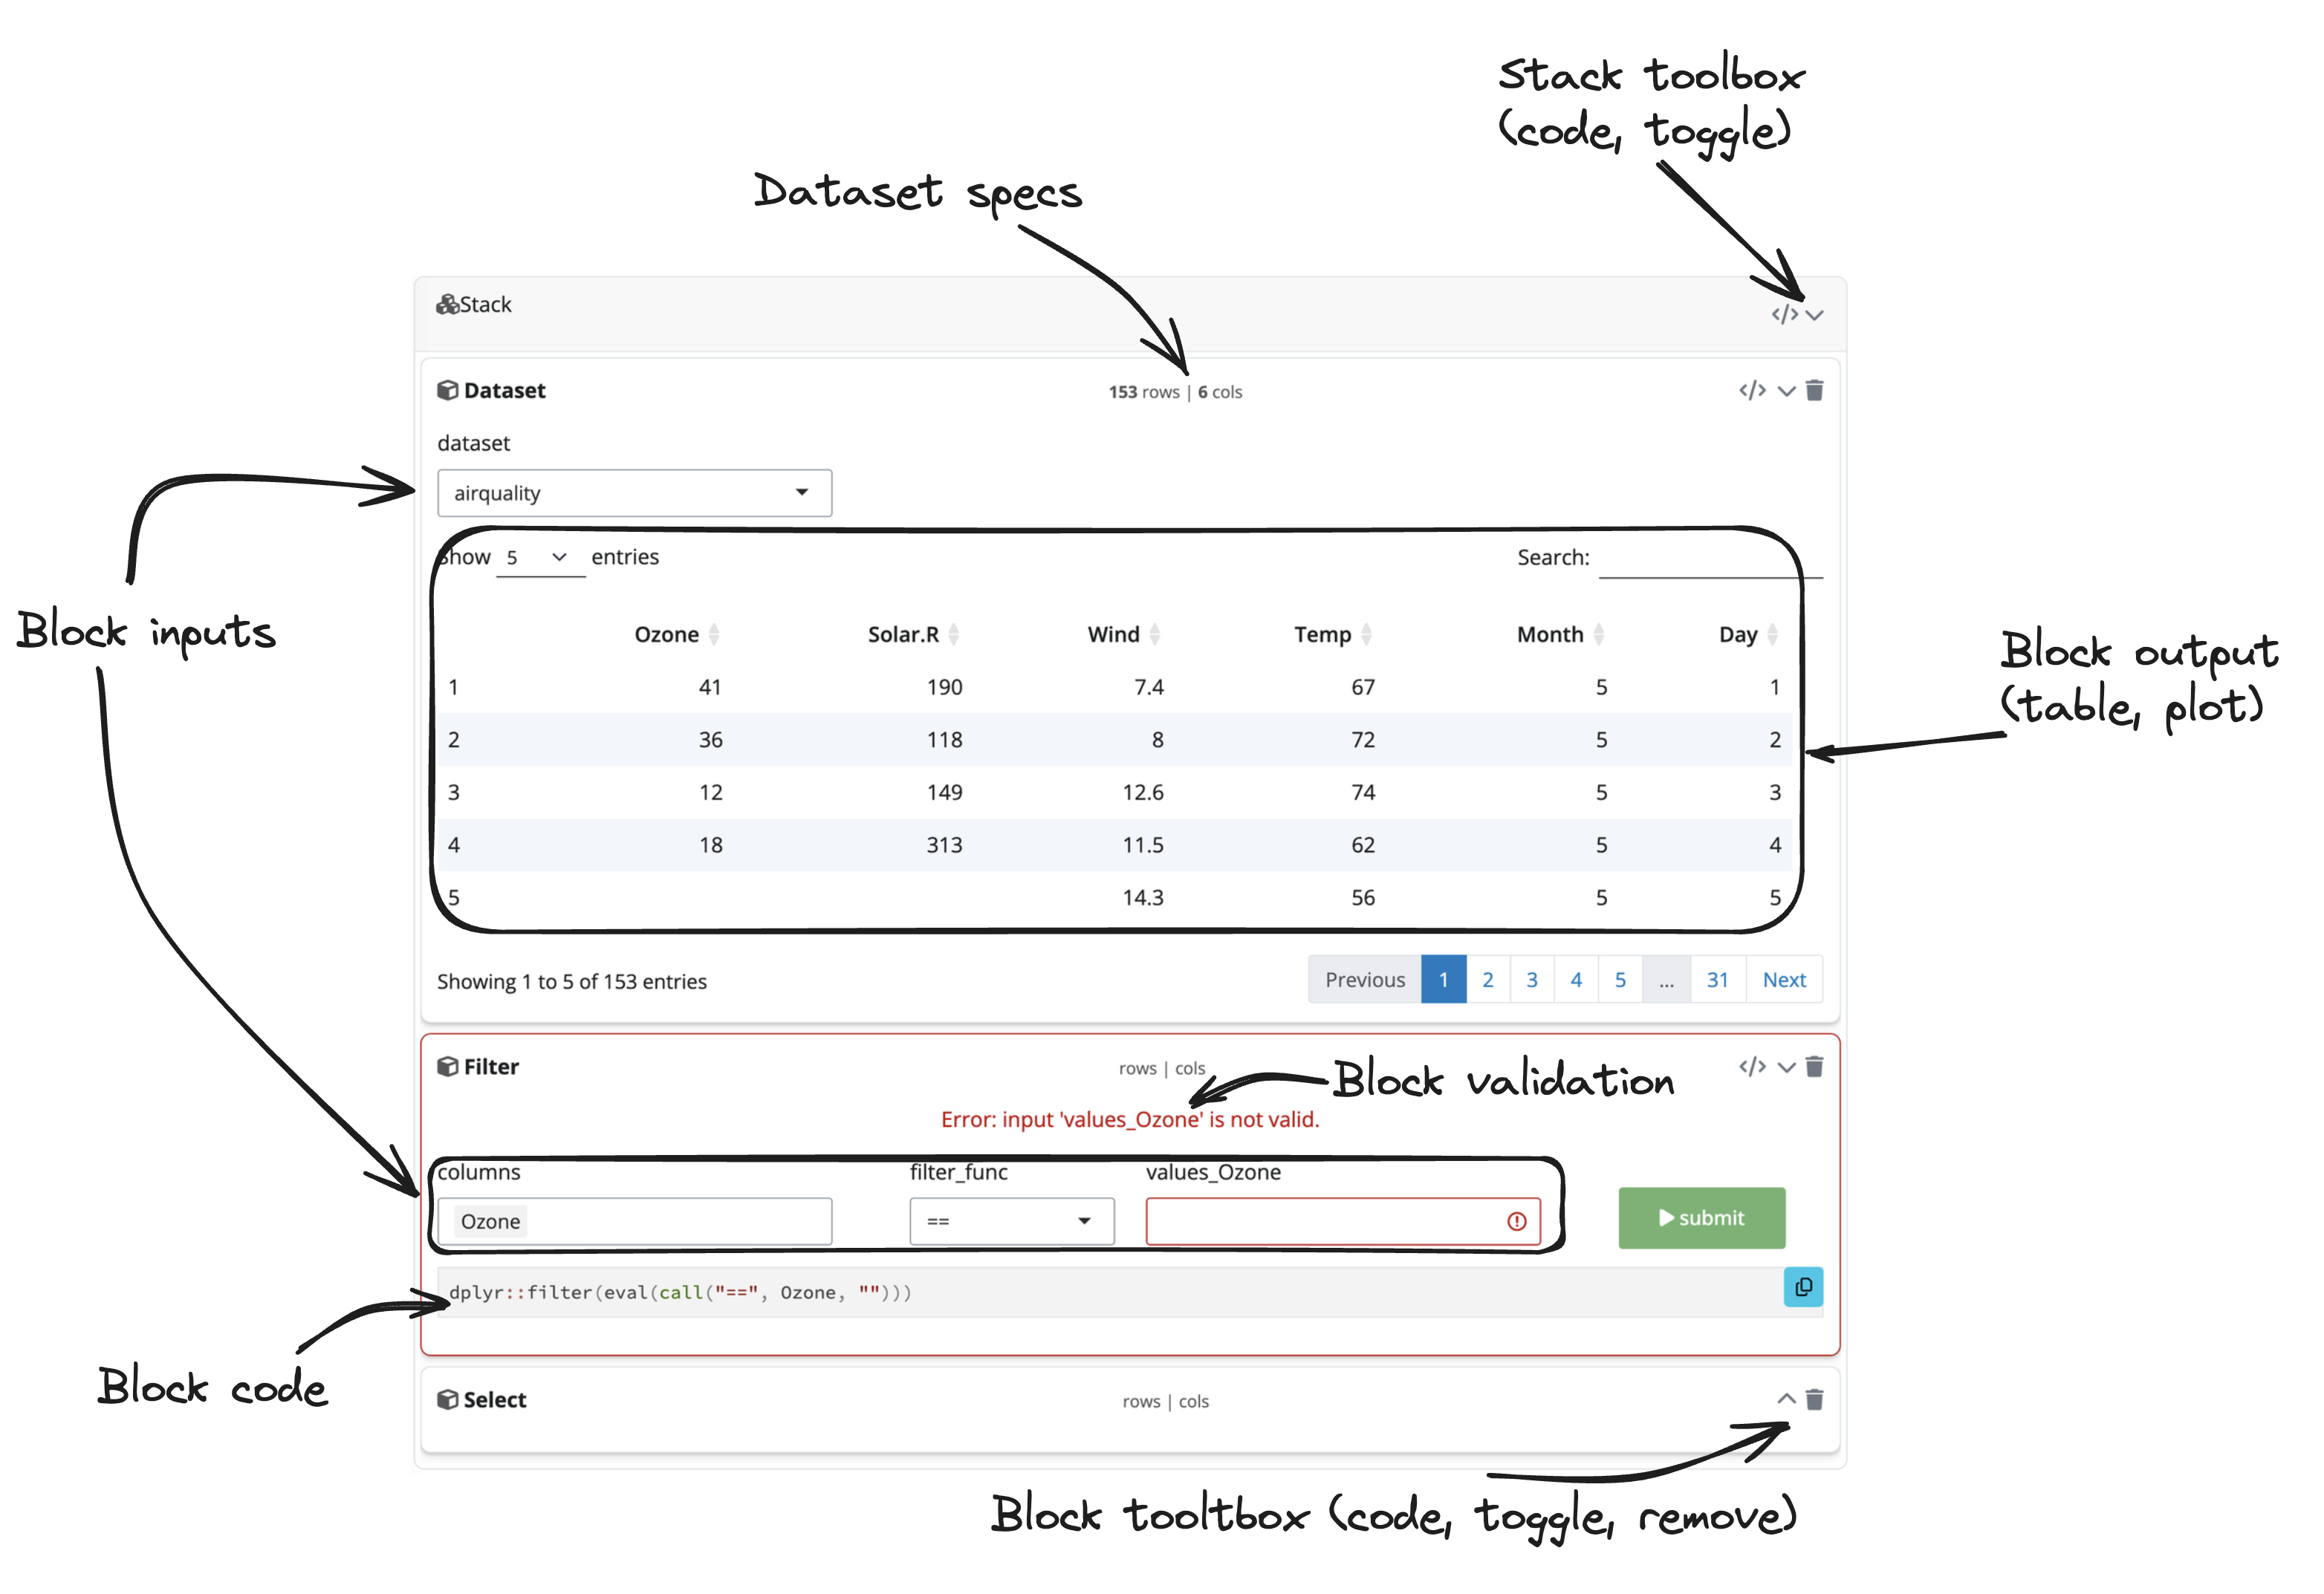 Stack toolbox
(code, toggle)
Dataset specs
Stack
</>
Dataset
153 rows | 6 cols
</>
dataset
airquality
Show 5 entries
Search:
Block inputs
Ozone Solar.R Wind Temp Month Day
1 41 190 7.4 67 5 1
2 36 118 8 72 5 2
3 12 149 12.6 74 5 3
4 18 313 11.5 62 5 4
5 14.3 56 5 5
Block output
(table, plot)
Showing 1 to 5 of 153 entries
Previous 1 2 3 4 5 ... 31 Next
Filter
rows | cols
</>
Block validation
Error: input 'values_Ozone' is not valid.
columns filter_func values_Ozone
Ozone == submit
dplyr::filter(eval(call("==", Ozone, "")))
Block code
Select
rows | cols
Block tooltbox (code, toggle, remove)